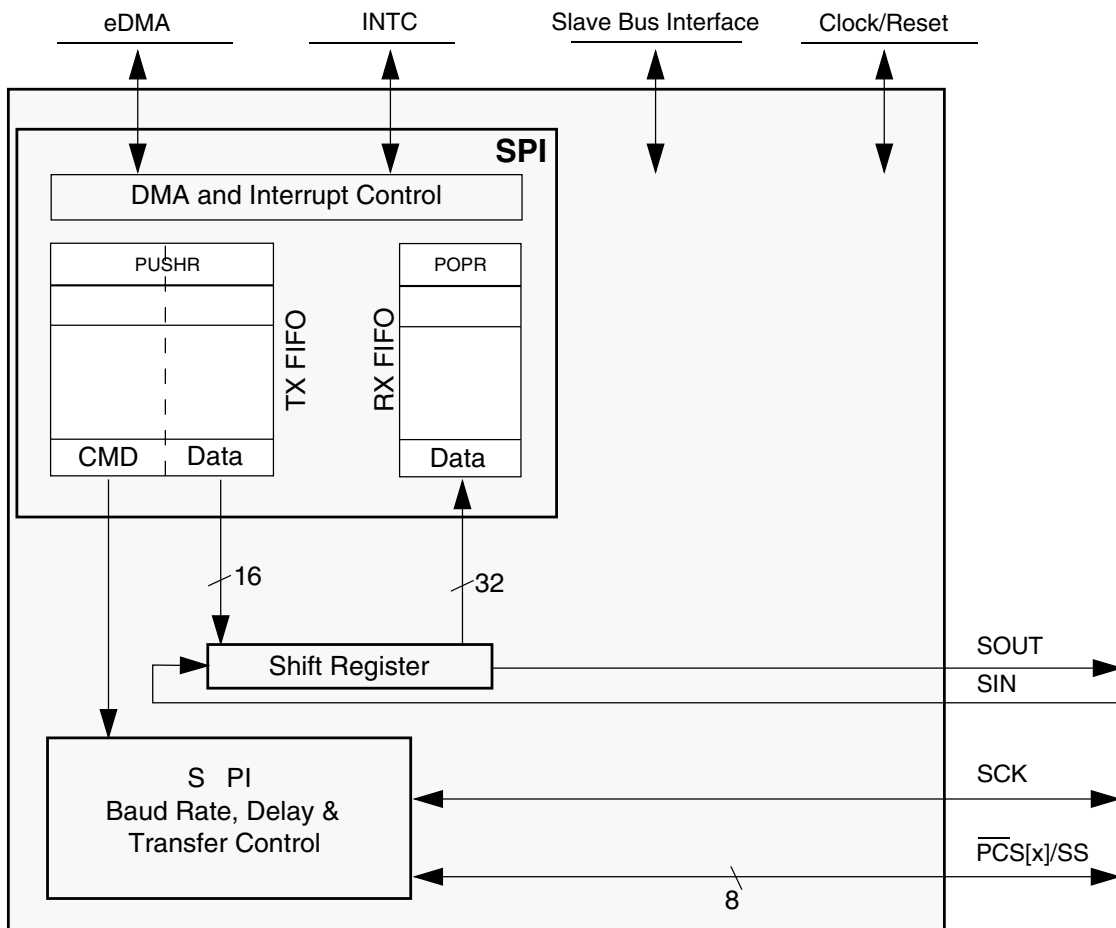 eDMA
INTC
Slave Bus Interface
Clock/Reset
SPI
DMA and Interrupt Control
PUSHR
POPR
TX FIFO
RX FIFO
CMD
Data
Data
16
32
Shift Register
SOUT
SIN
S PI
Baud Rate, Delay &
Transfer Control
SCK
PCS[x]/SS
8